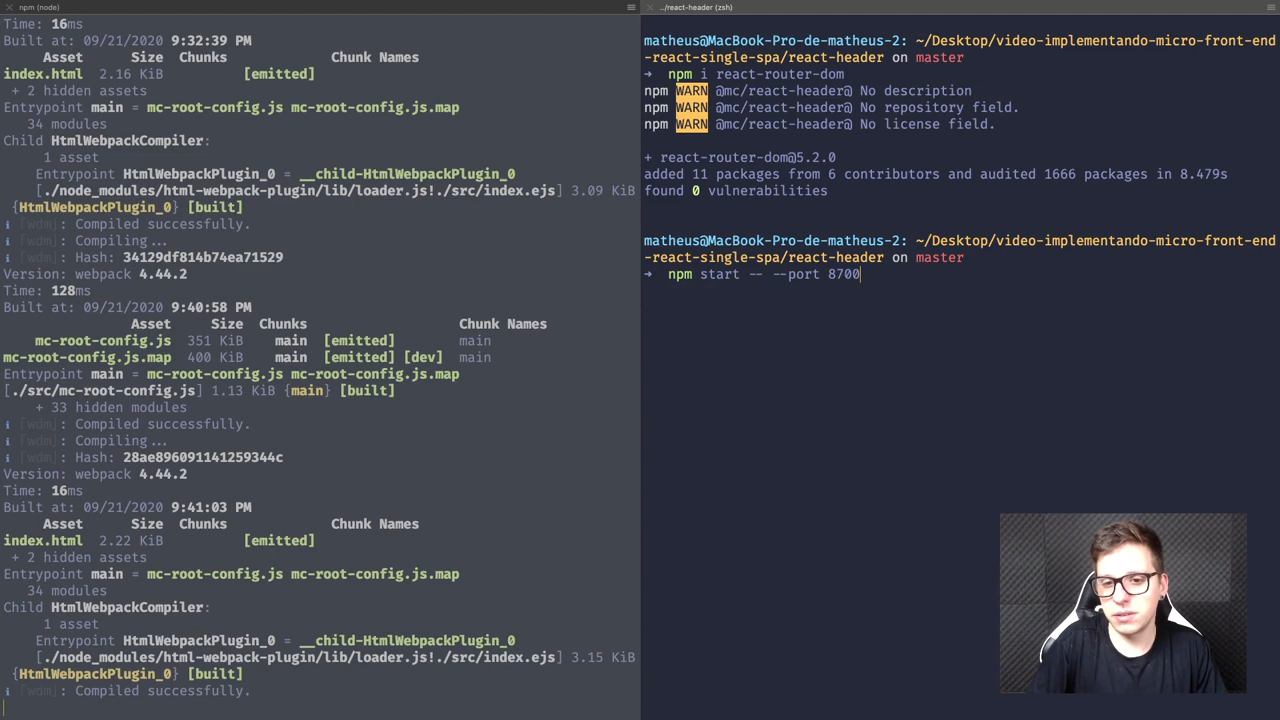 npm (node)
Time: 16ms
Built at: 09/21/2020 9:32:39 PM
Asset Size Chunks Chunk Names
index.html 2.16 KiB [emitted]
+ 2 hidden assets
Entrypoint main = mc-root-config.js mc-root-config.js.map
34 modules
Child HtmlWebpackCompiler:
1 asset
Entrypoint HtmlWebpackPlugin_0 = __child-HtmlWebpackPlugin_0
[./node_modules/html-webpack-plugin/lib/loader.js!./src/index.ejs] 3.09 KiB
{HtmlWebpackPlugin_0} [built]
ℹ ｢wdm｣: Compiled successfully.
ℹ ｢wdm｣: Compiling...
ℹ ｢wdm｣: Hash: 34129df814b74ea71529
Version: webpack 4.44.2
Time: 128ms
Built at: 09/21/2020 9:40:58 PM
Asset Size Chunks Chunk Names
mc-root-config.js 351 KiB main [emitted] main
mc-root-config.js.map 400 KiB main [emitted] [dev] main
Entrypoint main = mc-root-config.js mc-root-config.js.map
[./src/mc-root-config.js] 1.13 KiB {main} [built]
+ 33 hidden modules
ℹ ｢wdm｣: Compiled successfully.
ℹ ｢wdm｣: Compiling...
ℹ ｢wdm｣: Hash: 28ae896091141259344c
Version: webpack 4.44.2
Time: 16ms
Built at: 09/21/2020 9:41:03 PM
Asset Size Chunks Chunk Names
index.html 2.22 KiB [emitted]
+ 2 hidden assets
Entrypoint main = mc-root-config.js mc-root-config.js.map
34 modules
Child HtmlWebpackCompiler:
1 asset
Entrypoint HtmlWebpackPlugin_0 = __child-HtmlWebpackPlugin_0
[./node_modules/html-webpack-plugin/lib/loader.js!./src/index.ejs] 3.15 KiB
{HtmlWebpackPlugin_0} [built]
ℹ ｢wdm｣: Compiled successfully.
../react-header (zsh)
matheus@MacBook-Pro-de-matheus-2: ~/Desktop/video-implementando-micro-front-end
-react-single-spa/react-header on master
→ npm i react-router-dom
npm WARN @mc/react-header@ No description
npm WARN @mc/react-header@ No repository field.
npm WARN @mc/react-header@ No license field.
+ react-router-dom@5.2.0
added 11 packages from 6 contributors and audited 1666 packages in 8.479s
found 0 vulnerabilities
matheus@MacBook-Pro-de-matheus-2: ~/Desktop/video-implementando-micro-front-end
-react-single-spa/react-header on master
→ npm start -- --port 8700